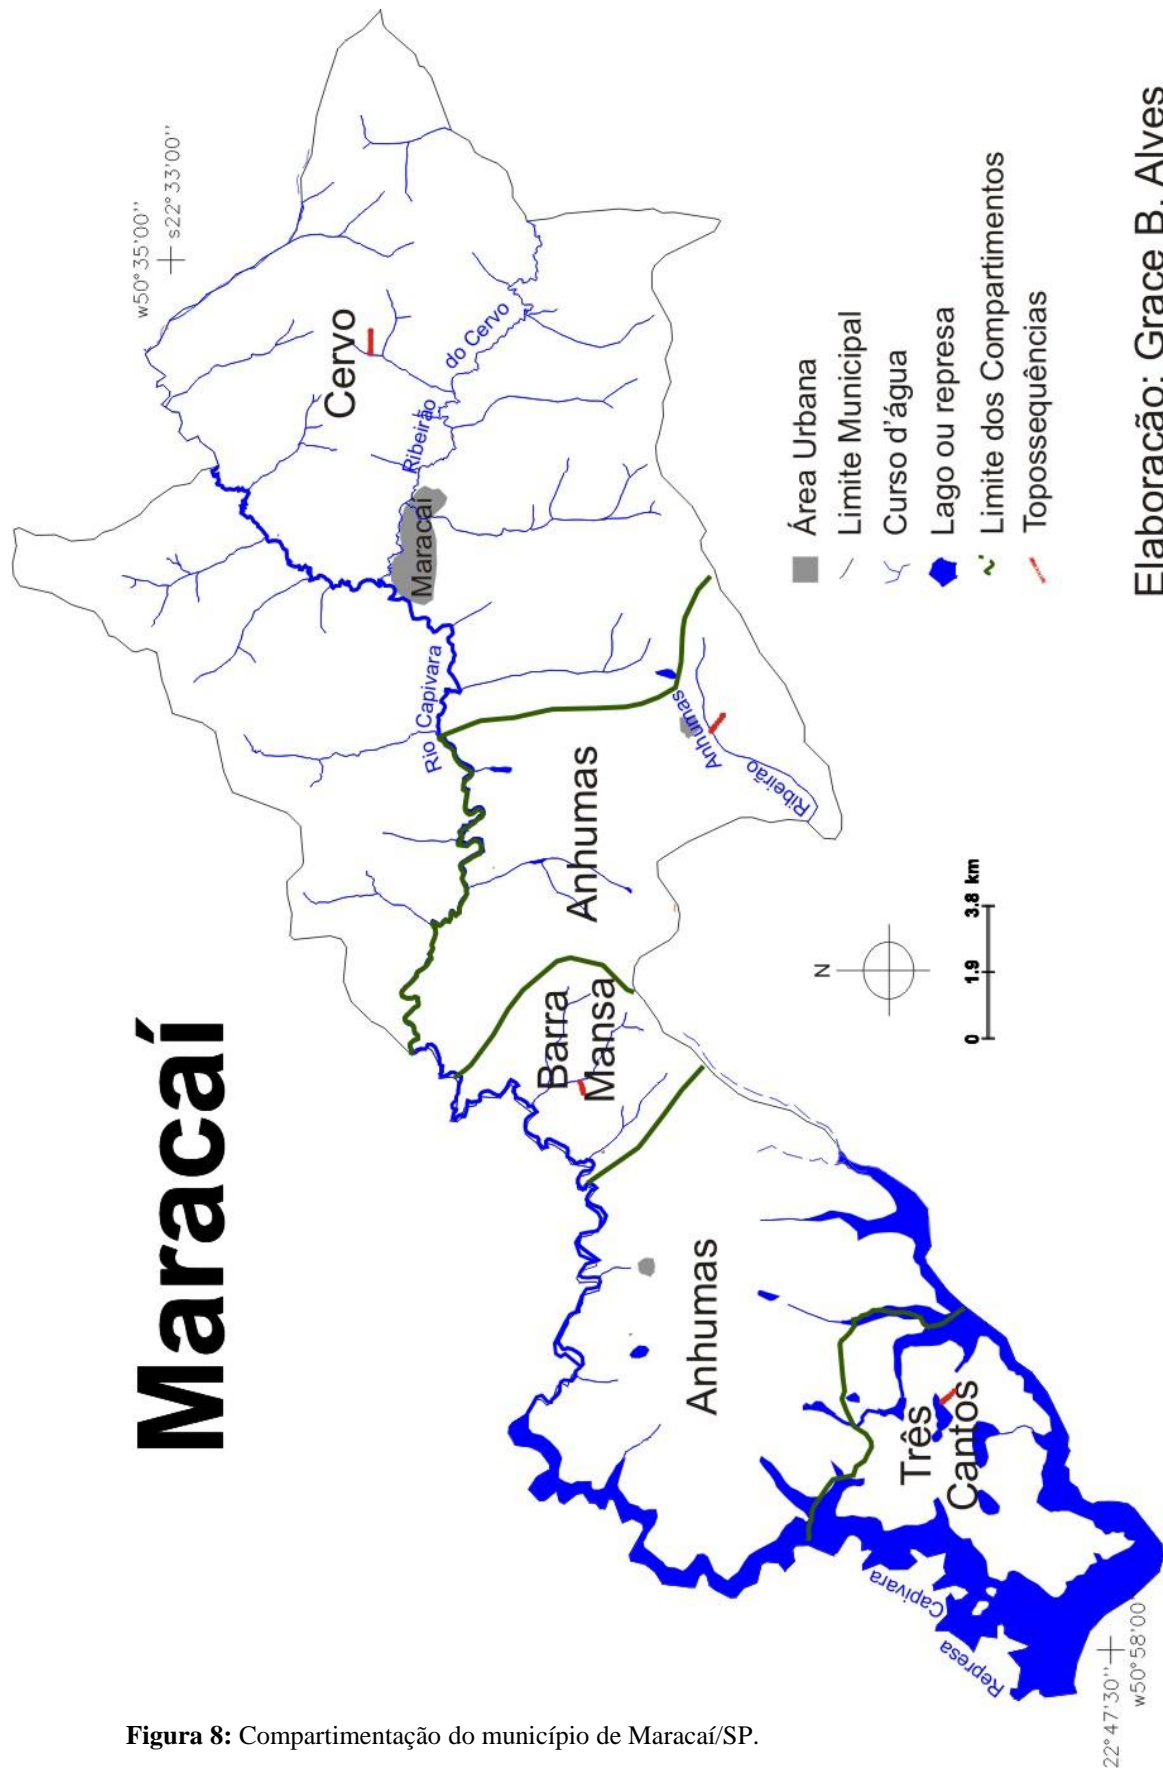 Maracaí
w50°35'00''
s22°33'00''
Cervo
Ribeirão
do Cervo
Maracaí
Rio Capivara
Anhumas
Ribeirão
Anhumas
Barra
Mansa
Anhumas
Três
Cantos
Represa
Capivara
22°47'30''
w50°58'00'
N
0 1.9 3.8 km
Área Urbana
Limite Municipal
Curso d'água
Lago ou represa
Limite dos Compartimentos
Topossequências
Elaboração: Grace B. Alves
Figura 8: Compartimentação do município de Maracaí/SP.